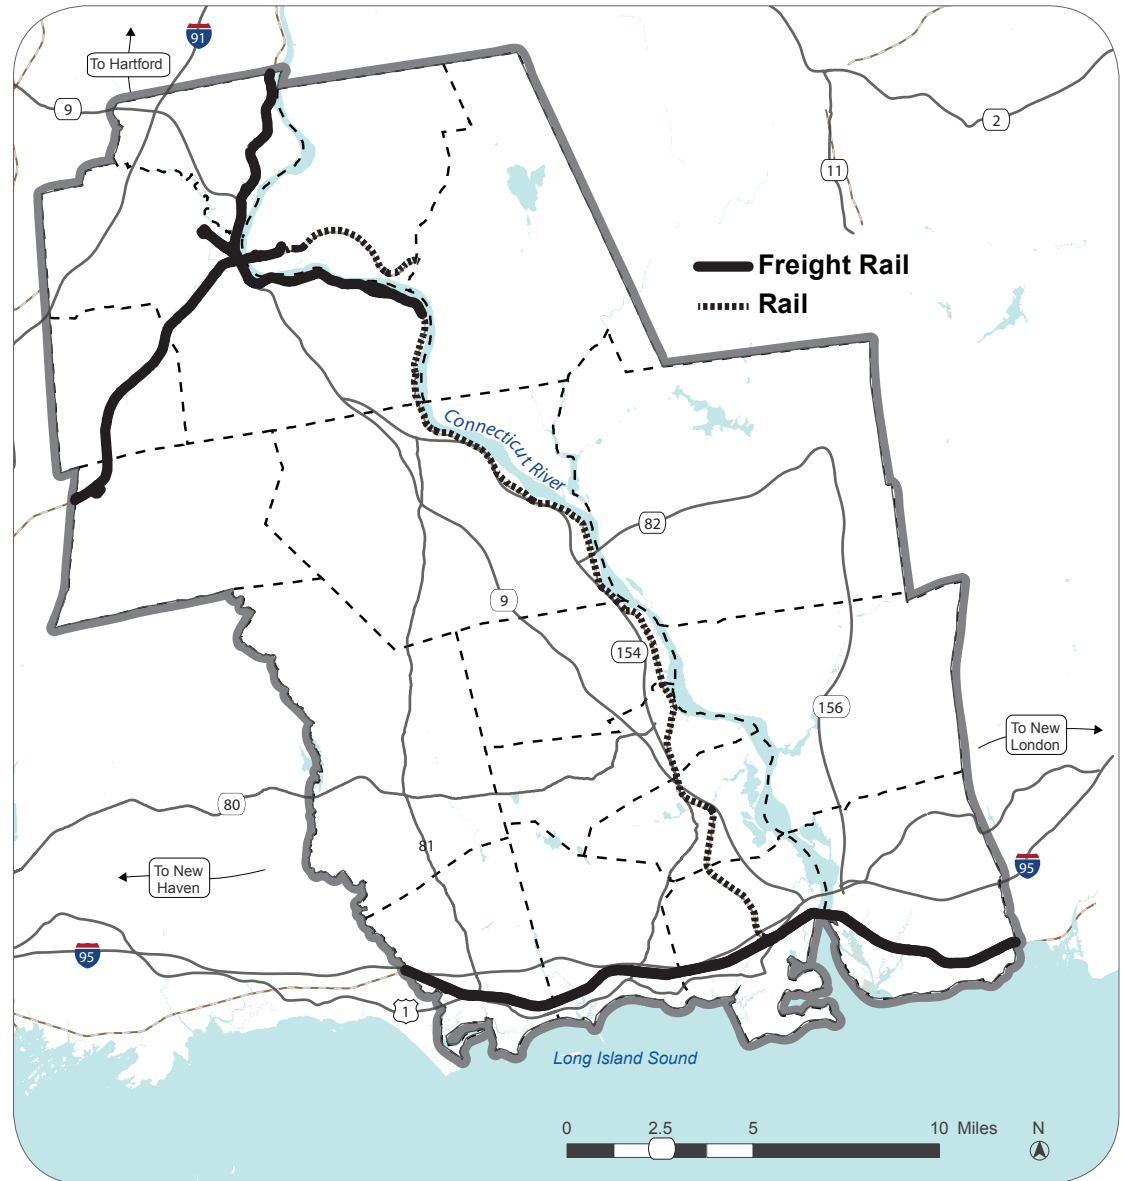 91
To Hartford
9
2
11
Freight Rail
Rail
Connecticut River
82
9
154
156
To New
London
80
81
To New
Haven
95
95
1
Long Island Sound
0 2.5 5 10 Miles N